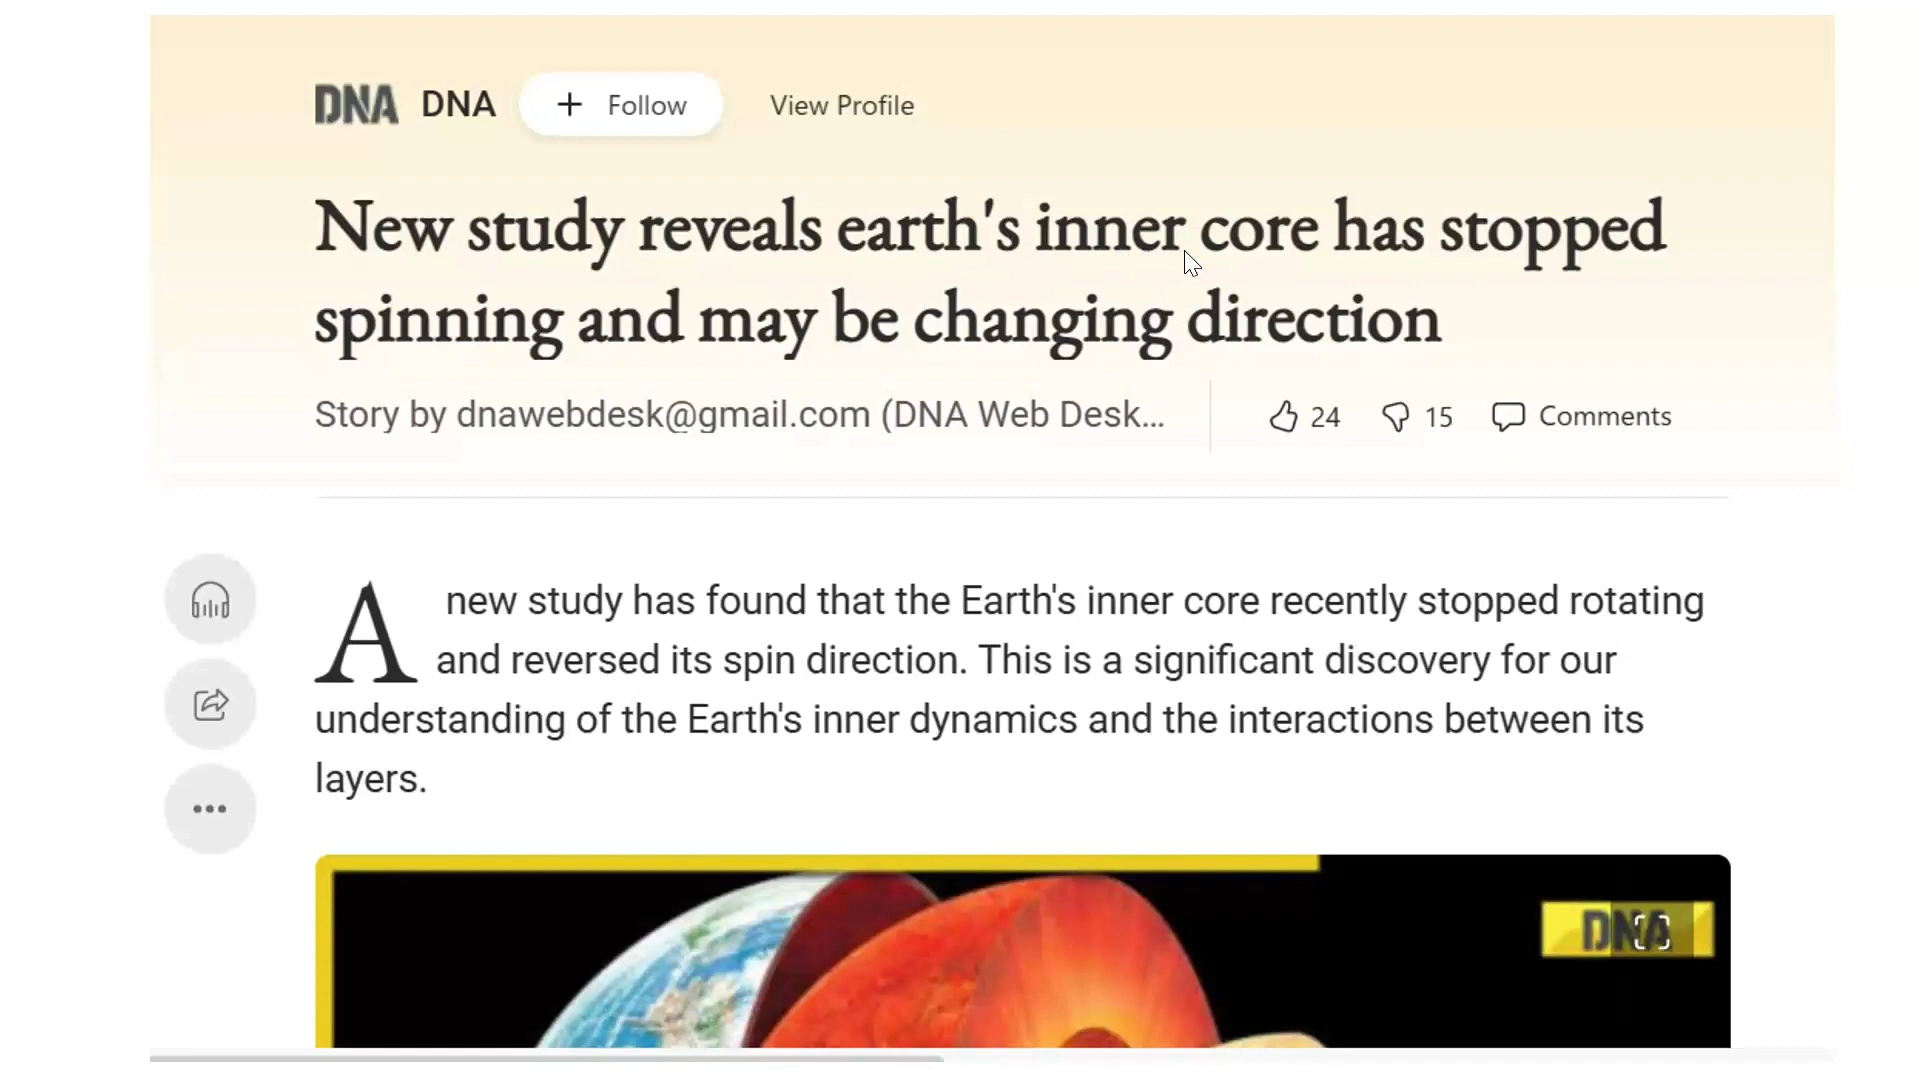 DNA DNA + Follow View Profile
New study reveals earth's inner core has stopped
spinning and may be changing direction
Story by dnawebdesk@gmail.com (DNA Web Desk... 24 15 Comments
A new study has found that the Earth's inner core recently stopped rotating
and reversed its spin direction. This is a significant discovery for our
understanding of the Earth's inner dynamics and the interactions between its
layers.
DNA